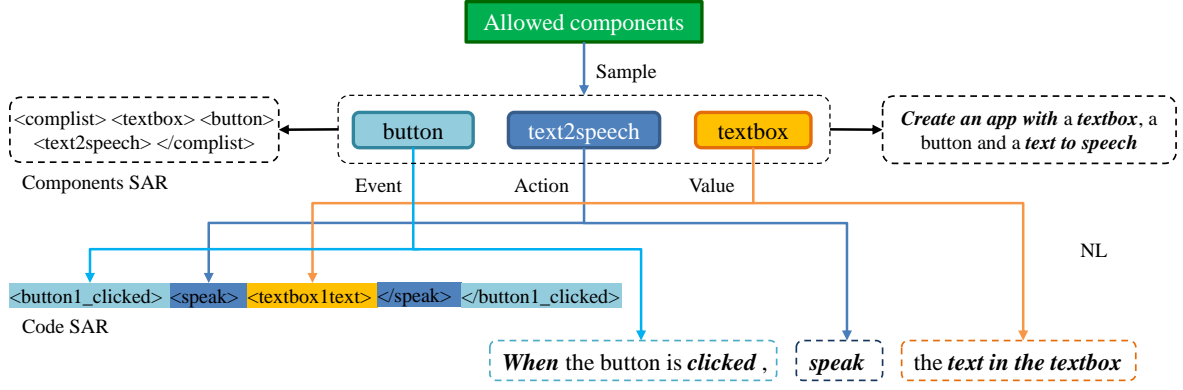 Allowed components
Sample
<complist> <textbox> <button>
<text2speech> </complist>
button
text2speech
textbox
Create an app with a textbox, a
button and a text to speech
Components SAR
Event
Action
Value
NL
<button1_clicked> <speak> <textbox1text> </speak> </button1_clicked>
Code SAR
When the button is clicked ,
speak
the text in the textbox